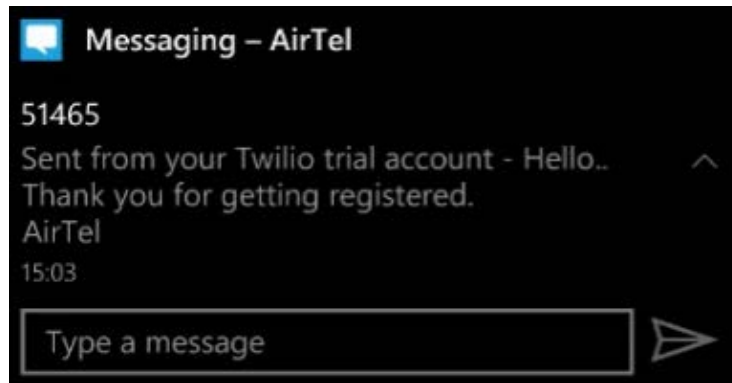 Messaging – AirTel
51465
Sent from your Twilio trial account - Hello..
Thank you for getting registered.
AirTel
15:03
Type a message